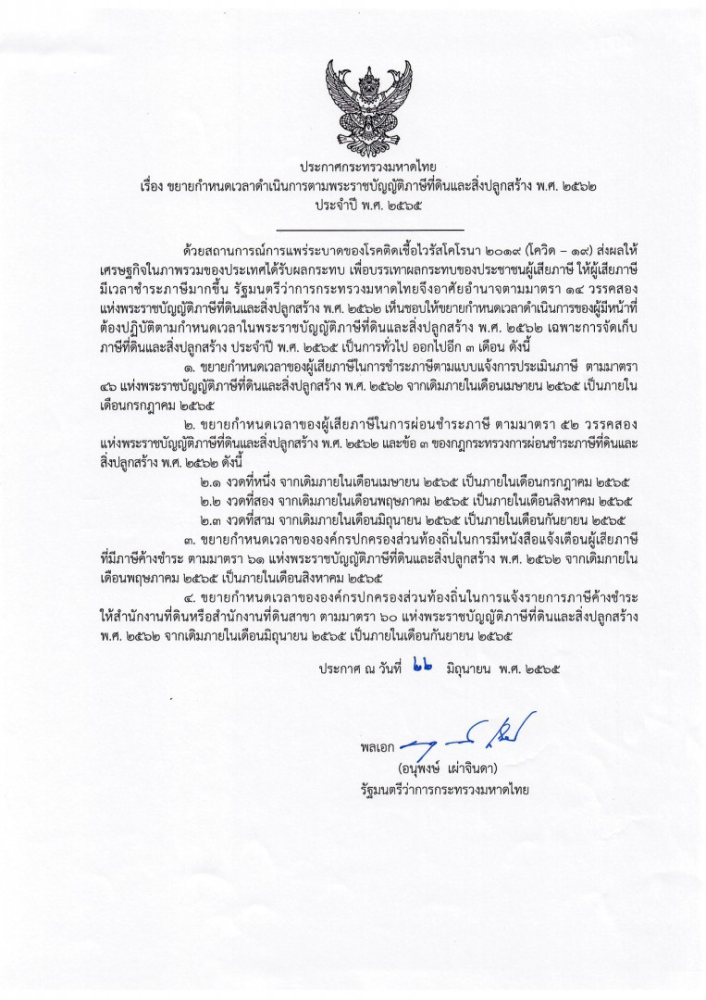 ประกาศกระทรวงมหาดไทย
เรื่อง ขยายกำหนดเวลาดำเนินการตามพระราชบัญญัติภาษีที่ดินและสิ่งปลูกสร้าง พ.ศ. ๒๕๖๒
ประจำปี พ.ศ. ๒๕๖๕
ด้วยสถานการณ์การแพร่ระบาดของโรคติดเชื้อไวรัสโคโรนา ๒๐๑๙ (โควิด – ๑๙) ส่งผลให้
เศรษฐกิจในภาพรวมของประเทศได้รับผลกระทบ เพื่อบรรเทาผลกระทบของประชาชนผู้เสียภาษี ให้ผู้เสียภาษี
มีเวลาชำระภาษีมากขึ้น รัฐมนตรีว่าการกระทรวงมหาดไทยจึงอาศัยอำนาจตามมาตรา ๑๔ วรรคสอง
แห่งพระราชบัญญัติภาษีที่ดินและสิ่งปลูกสร้าง พ.ศ. ๒๕๖๒ เห็นชอบให้ขยายกำหนดเวลาดำเนินการของผู้มีหน้าที่
ต้องปฏิบัติตามกำหนดเวลาในพระราชบัญญัติภาษีที่ดินและสิ่งปลูกสร้าง พ.ศ. ๒๕๖๒ เฉพาะการจัดเก็บ
ภาษีที่ดินและสิ่งปลูกสร้าง ประจำปี พ.ศ. ๒๕๖๕ เป็นการทั่วไป ออกไปอีก ๓ เดือน ดังนี้
๑. ขยายกำหนดเวลาของผู้เสียภาษีในการชำระภาษีตามแบบแจ้งการประเมินภาษี ตามมาตรา
๔๖ แห่งพระราชบัญญัติภาษีที่ดินและสิ่งปลูกสร้าง พ.ศ. ๒๕๖๒ จากเดิมภายในเดือนเมษายน ๒๕๖๕ เป็นภายใน
เดือนกรกฎาคม ๒๕๖๕
๒. ขยายกำหนดเวลาของผู้เสียภาษีในการผ่อนชำระภาษี ตามมาตรา ๕๒ วรรคสอง
แห่งพระราชบัญญัติภาษีที่ดินและสิ่งปลูกสร้าง พ.ศ. ๒๕๖๒ และข้อ ๓ ของกฎกระทรวงการผ่อนชำระภาษีที่ดินและ
สิ่งปลูกสร้าง พ.ศ. ๒๕๖๒ ดังนี้
๒.๑ งวดที่หนึ่ง จากเดิมภายในเดือนเมษายน ๒๕๖๕ เป็นภายในเดือนกรกฎาคม ๒๕๖๕
๒.๒ งวดที่สอง จากเดิมภายในเดือนพฤษภาคม ๒๕๖๕ เป็นภายในเดือนสิงหาคม ๒๕๖๕
๒.๓ งวดที่สาม จากเดิมภายในเดือนมิถุนายน ๒๕๖๕ เป็นภายในเดือนกันยายน ๒๕๖๕
๓. ขยายกำหนดเวลาขององค์กรปกครองส่วนท้องถิ่นในการมีหนังสือแจ้งเตือนผู้เสียภาษี
ที่มีภาษีค้างชำระ ตามมาตรา ๖๑ แห่งพระราชบัญญัติภาษีที่ดินและสิ่งปลูกสร้าง พ.ศ. ๒๕๖๒ จากเดิมภายใน
เดือนพฤษภาคม ๒๕๖๕ เป็นภายในเดือนสิงหาคม ๒๕๖๕
๔. ขยายกำหนดเวลาขององค์กรปกครองส่วนท้องถิ่นในการแจ้งรายการภาษีค้างชำระ
ให้สำนักงานที่ดินหรือสำนักงานที่ดินสาขา ตามมาตรา ๖๐ แห่งพระราชบัญญัติภาษีที่ดินและสิ่งปลูกสร้าง
พ.ศ. ๒๕๖๒ จากเดิมภายในเดือนมิถุนายน ๒๕๖๕ เป็นภายในเดือนกันยายน ๒๕๖๕
ประกาศ ณ วันที่ ๒๒ มิถุนายน พ.ศ. ๒๕๖๕
พลเอก
(อนุพงษ์ เผ่าจินดา)
รัฐมนตรีว่าการกระทรวงมหาดไทย